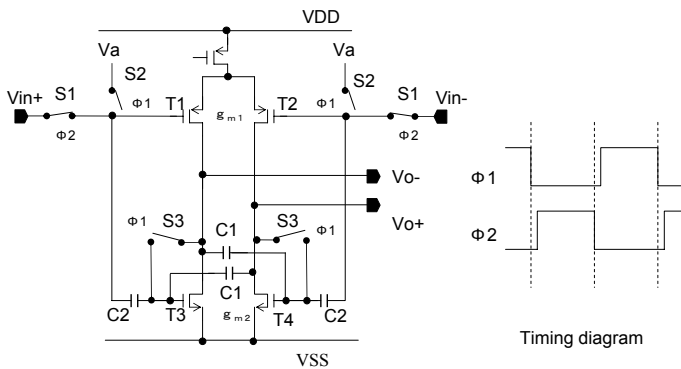 VDD
Va
Va
S2
S2
Vin+
S1
Φ1
T1
T2
Φ1
S1
Vin-
Φ2
g m1
Φ2
Vo-
Φ1
Vo+
Φ1
S3
S3
Φ1
C1
Φ2
C1
C2
T3
g m2
T4
C2
Timing diagram
VSS